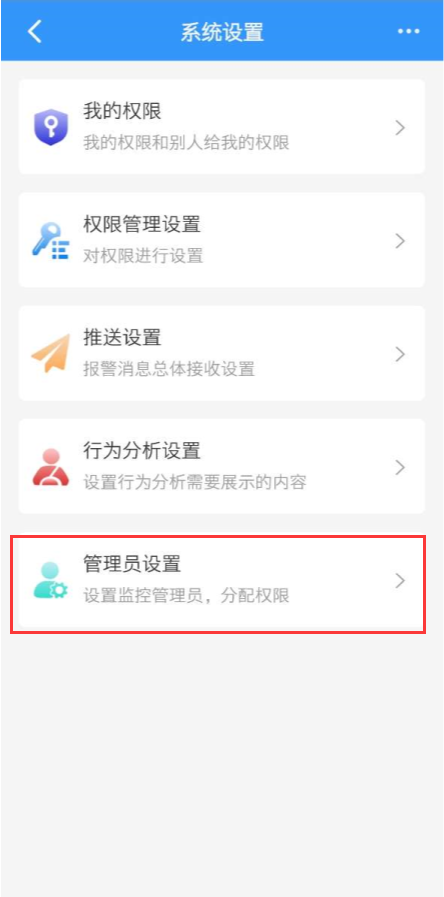 系统设置
我的权限
我的权限和别人给我的权限
权限管理设置
对权限进行设置
推送设置
报警消息总体接收设置
行为分析设置
设置行为分析需要展示的内容
管理员设置
设置监控管理员，分配权限